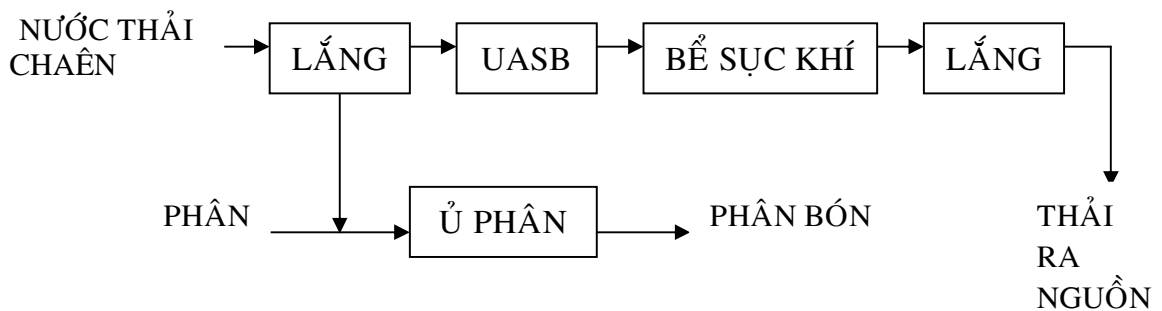 NƯỚC THẢI
CHAÊN
LẮNG
UASB
BỂ SỤC KHÍ
LẮNG
PHÂN
Ủ PHÂN
PHÂN BÓN
THẢI
RA
NGUỒN